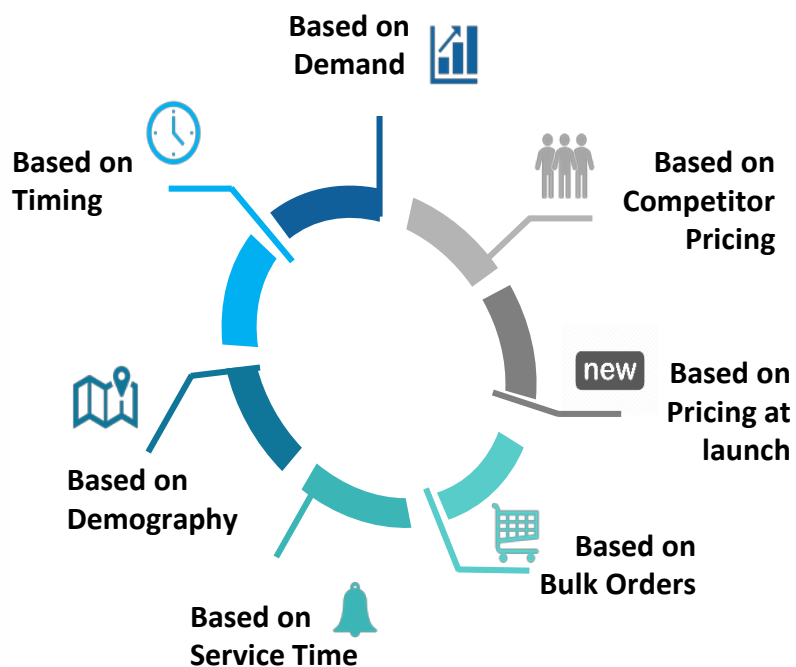 Based on
Demand
Based on
Timing
Based on
Competitor
Pricing
new
Based on
Pricing at
launch
Based on
Demography
Based on
Bulk Orders
Based on
Service Time